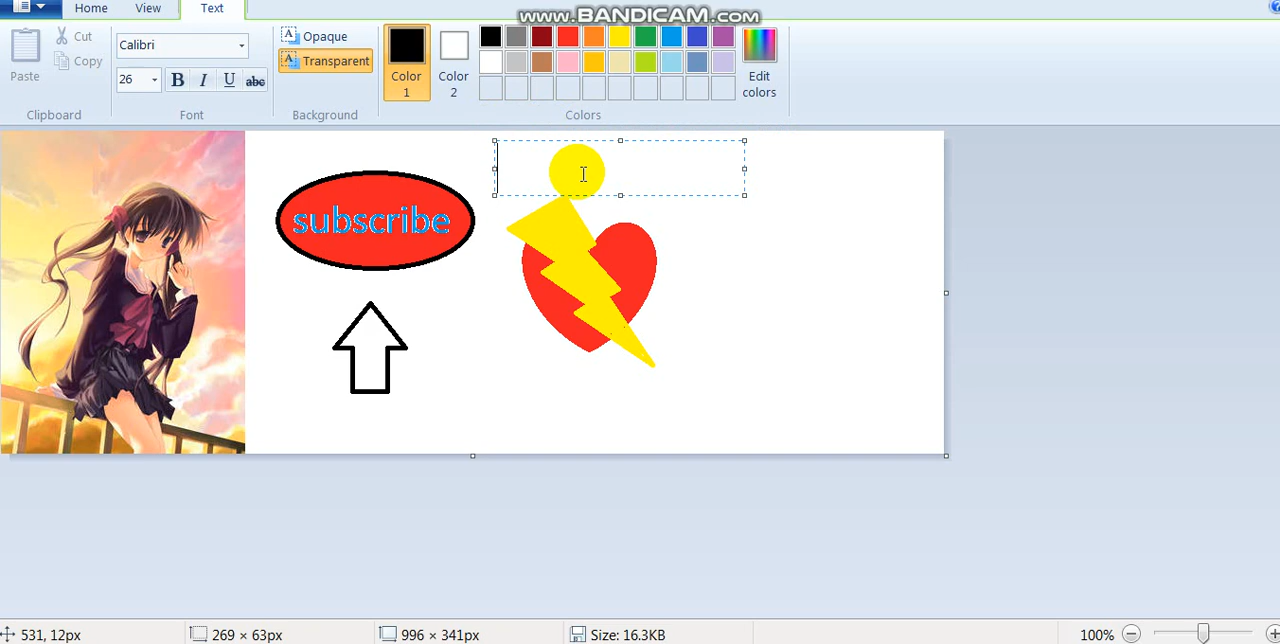 www.BANDICAM.com
Home View Text
Paste
Cut
Copy
Clipboard
Calibri
26 B I U abc
Font
Opaque
Transparent
Background
Color 1
Color 2
Edit colors
Colors
subscribe
531, 12px
269 × 63px
996 × 341px
Size: 16.3KB
100%